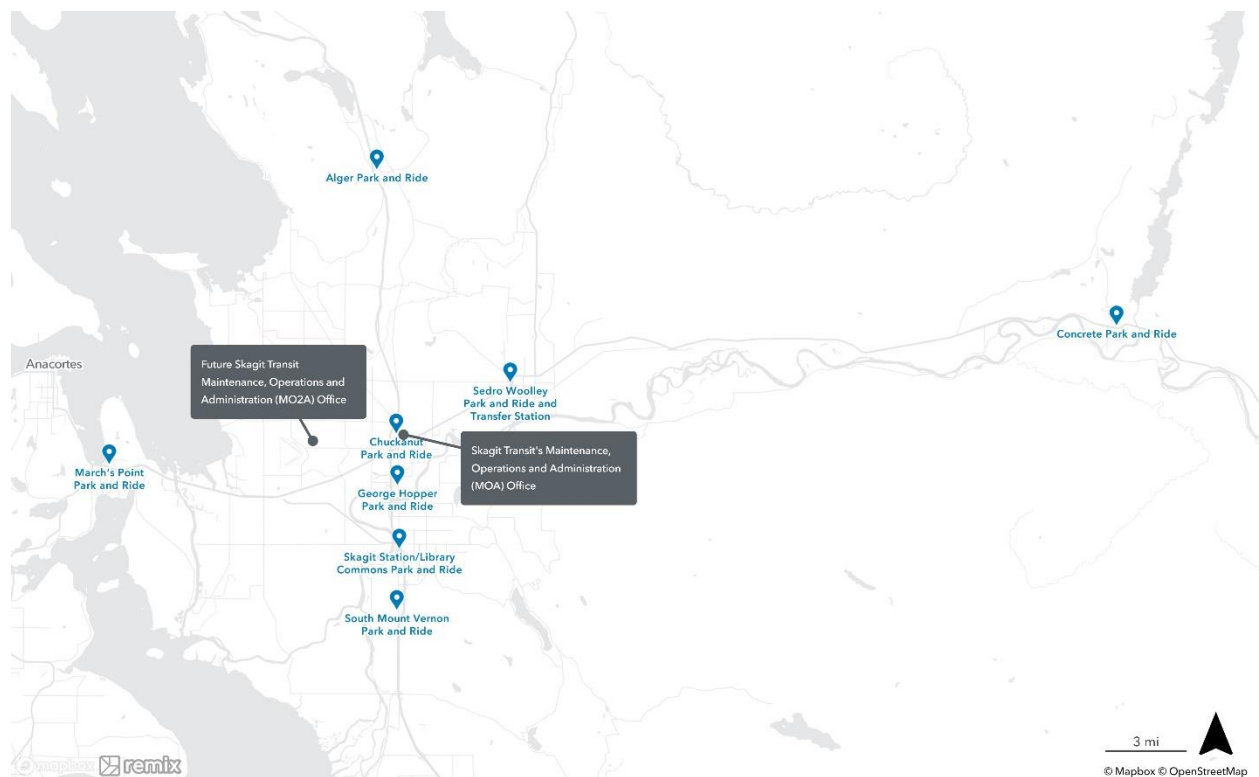 Alger Park and Ride
Concrete Park and Ride
Anacortes
Future Skagit Transit
Maintenance, Operations and
Administration (MO2A) Office
Sedro Woolley
Park and Ride and
Transfer Station
Chuckanut
Park and Ride
Skagit Transit's Maintenance,
Operations and Administration
(MOA) Office
March's Point
Park and Ride
George Hopper
Park and Ride
Skagit Station/Library
Commons Park and Ride
South Mount Vernon
Park and Ride
3 mi
mapbox remix
© Mapbox © OpenStreetMap